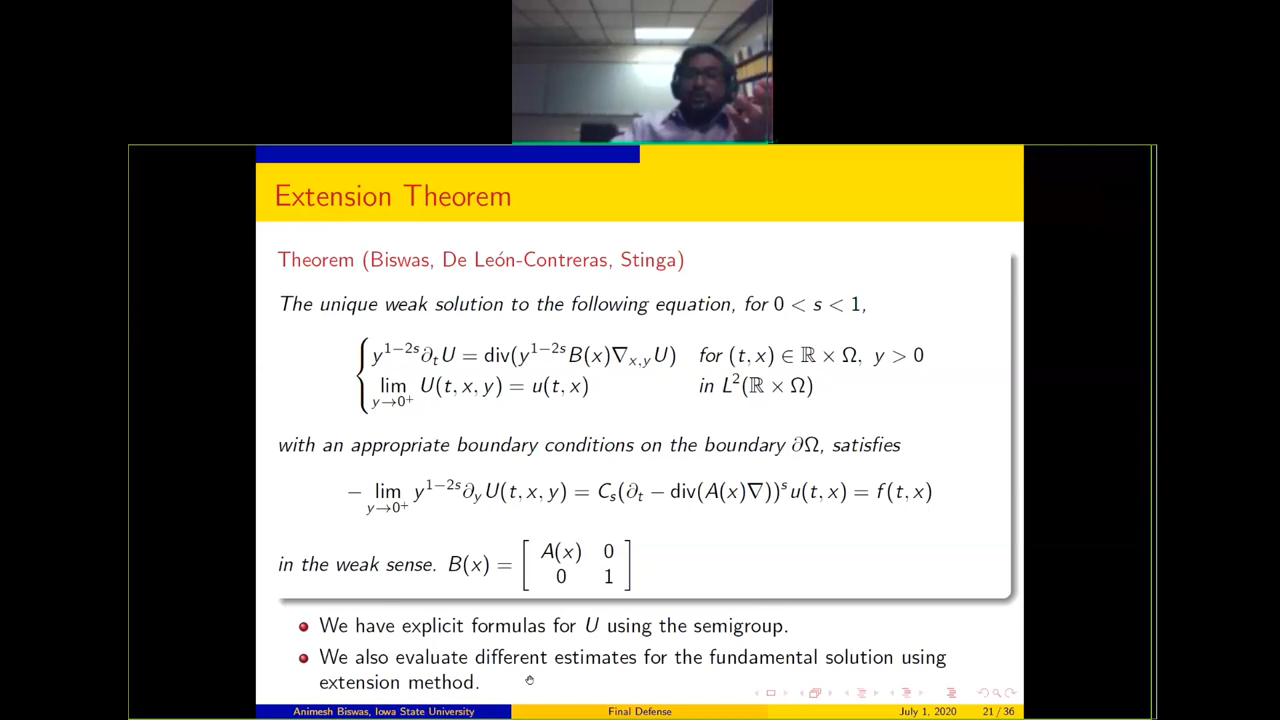 Extension Theorem
Theorem (Biswas, De León-Contreras, Stinga)
The unique weak solution to the following equation, for 0 < s < 1,
y^{1−2s}∂_t U = div(y^{1−2s}B(x)∇_{x,y}U) for (t, x) ∈ ℝ × Ω, y > 0
lim_{y→0⁺} U(t, x, y) = u(t, x) in L²(ℝ × Ω)
with an appropriate boundary conditions on the boundary ∂Ω, satisfies
− lim_{y→0⁺} y^{1−2s}∂_y U(t, x, y) = C_s(∂_t − div(A(x)∇))^s u(t, x) = f(t, x)
in the weak sense. B(x) = [ A(x) 0
0 1 ]
We have explicit formulas for U using the semigroup.
We also evaluate different estimates for the fundamental solution using
extension method.
Animesh Biswas, Iowa State University Final Defense July 1, 2020 21 / 36